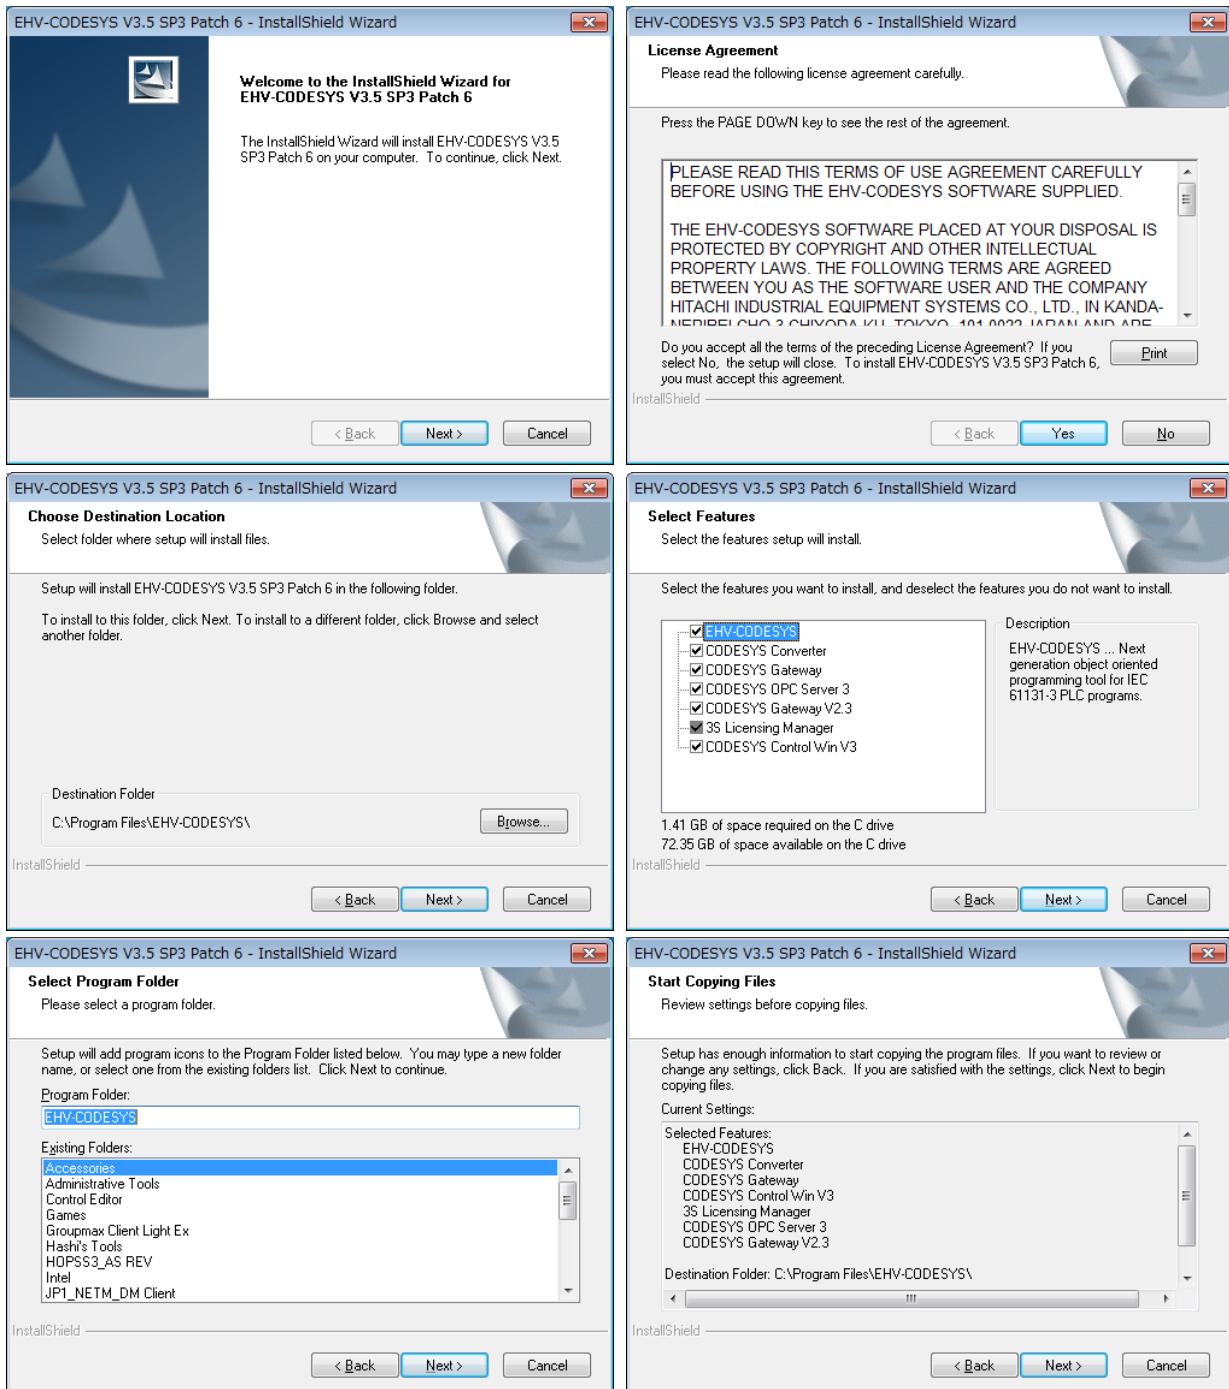 EHV-CODESYS V3.5 SP3 Patch 6 - InstallShield Wizard
Welcome to the InstallShield Wizard for
EHV-CODESYS V3.5 SP3 Patch 6
The InstallShield Wizard will install EHV-CODESYS V3.5
SP3 Patch 6 on your computer.  To continue, click Next.
< Back
Next >
Cancel
EHV-CODESYS V3.5 SP3 Patch 6 - InstallShield Wizard
License Agreement
Please read the following license agreement carefully.
Press the PAGE DOWN key to see the rest of the agreement.
PLEASE READ THIS TERMS OF USE AGREEMENT CAREFULLY
BEFORE USING THE EHV-CODESYS SOFTWARE SUPPLIED.
THE EHV-CODESYS SOFTWARE PLACED AT YOUR DISPOSAL IS
PROTECTED BY COPYRIGHT AND OTHER INTELLECTUAL
PROPERTY LAWS. THE FOLLOWING TERMS ARE AGREED
BETWEEN YOU AS THE SOFTWARE USER AND THE COMPANY
HITACHI INDUSTRIAL EQUIPMENT SYSTEMS CO., LTD., IN KANDA-
NERIBEI CHO 3 CHIYODA-KU, TOKYO, 101-0022 JAPAN AND ARE
Do you accept all the terms of the preceding License Agreement?  If you
select No,  the setup will close.  To install EHV-CODESYS V3.5 SP3 Patch 6,
you must accept this agreement.
Print
InstallShield
< Back
Yes
No
EHV-CODESYS V3.5 SP3 Patch 6 - InstallShield Wizard
Choose Destination Location
Select folder where setup will install files.
Setup will install EHV-CODESYS V3.5 SP3 Patch 6 in the following folder.
To install to this folder, click Next. To install to a different folder, click Browse and select
another folder.
Destination Folder
C:\Program Files\EHV-CODESYS\
Browse...
InstallShield
< Back
Next >
Cancel
EHV-CODESYS V3.5 SP3 Patch 6 - InstallShield Wizard
Select Features
Select the features setup will install.
Select the features you want to install, and deselect the features you do not want to install.
EHV-CODESYS
CODESYS Converter
CODESYS Gateway
CODESYS OPC Server 3
CODESYS Gateway V2.3
3S Licensing Manager
CODESYS Control Win V3
Description
EHV-CODESYS ... Next
generation object oriented
programming tool for IEC
61131-3 PLC programs.
1.41 GB of space required on the C drive
72.35 GB of space available on the C drive
InstallShield
< Back
Next >
Cancel
EHV-CODESYS V3.5 SP3 Patch 6 - InstallShield Wizard
Select Program Folder
Please select a program folder.
Setup will add program icons to the Program Folder listed below.  You may type a new folder
name, or select one from the existing folders list.  Click Next to continue.
Program Folder:
EHV-CODESYS
Existing Folders:
Accessories
Administrative Tools
Control Editor
Games
Groupmax Client Light Ex
Hashi's Tools
HOPSS3_AS REV
Intel
JP1_NETM_DM Client
InstallShield
< Back
Next >
Cancel
EHV-CODESYS V3.5 SP3 Patch 6 - InstallShield Wizard
Start Copying Files
Review settings before copying files.
Setup has enough information to start copying the program files.  If you want to review or
change any settings, click Back.  If you are satisfied with the settings, click Next to begin
copying files.
Current Settings:
Selected Features:
EHV-CODESYS
CODESYS Converter
CODESYS Gateway
CODESYS Control Win V3
3S Licensing Manager
CODESYS OPC Server 3
CODESYS Gateway V2.3
Destination Folder: C:\Program Files\EHV-CODESYS\
InstallShield
< Back
Next >
Cancel